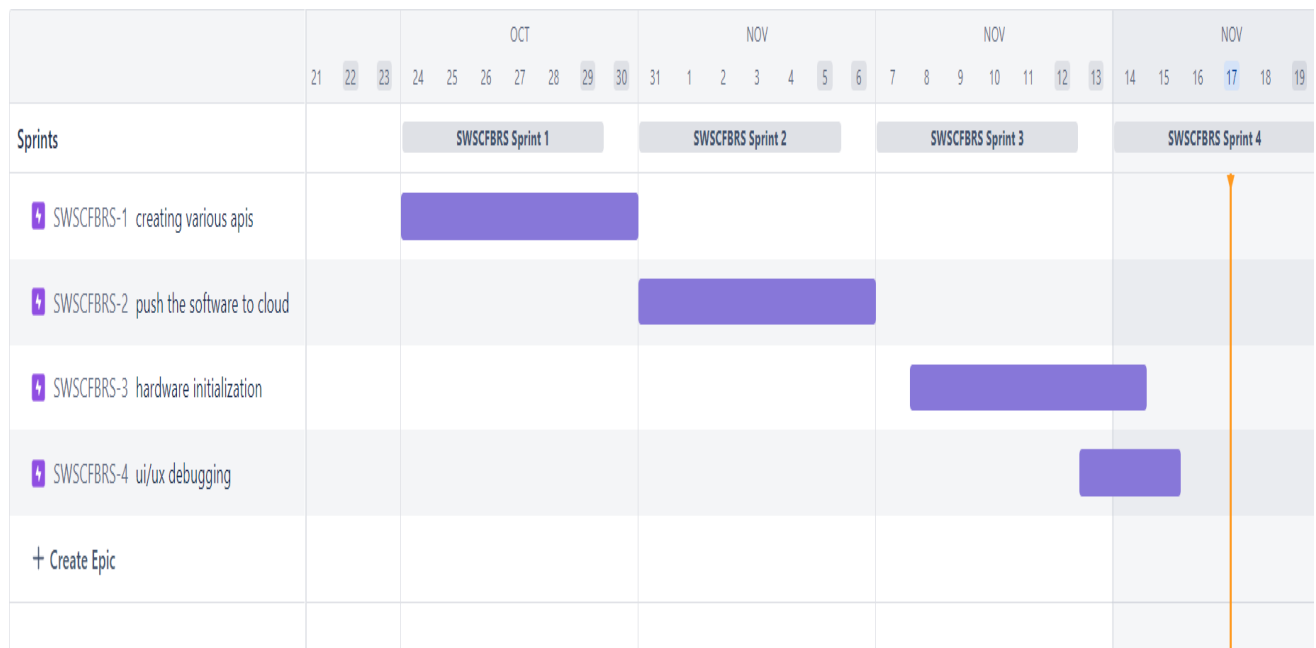 OCT NOV NOV NOV
21 22 23 24 25 26 27 28 29 30 31 1 2 3 4 5 6 7 8 9 10 11 12 13 14 15 16 17 18 19
Sprints SWSCFBRS Sprint 1 SWSCFBRS Sprint 2 SWSCFBRS Sprint 3 SWSCFBRS Sprint 4
SWSCFBRS-1 creating various apis
SWSCFBRS-2 push the software to cloud
SWSCFBRS-3 hardware initialization
SWSCFBRS-4 ui/ux debugging
+ Create Epic